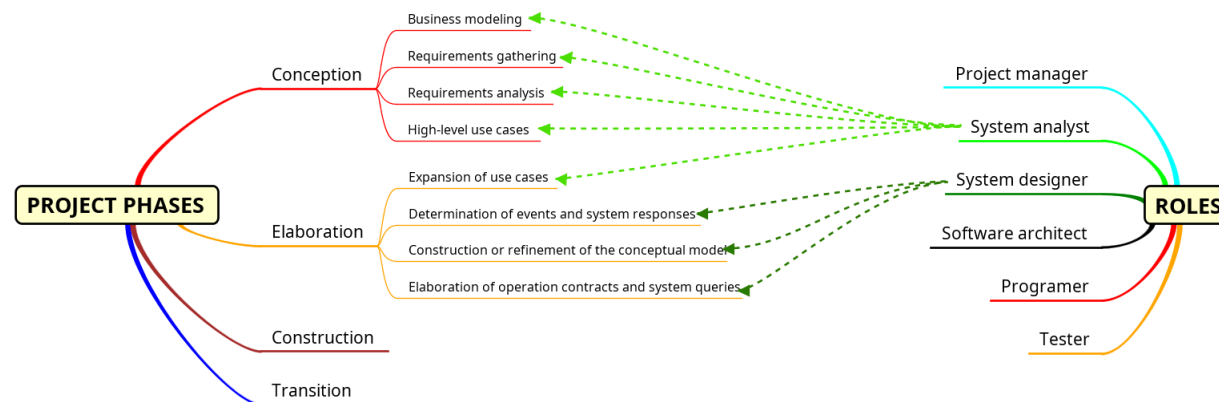 Business modeling
Requirements gathering
Conception
Requirements analysis
High-level use cases
PROJECT PHASES
Expansion of use cases
Determination of events and system responses
Elaboration
Construction or refinement of the conceptual model
Elaboration of operation contracts and system queries
Construction
Transition
Project manager
System analyst
System designer
ROLES
Software architect
Programer
Tester